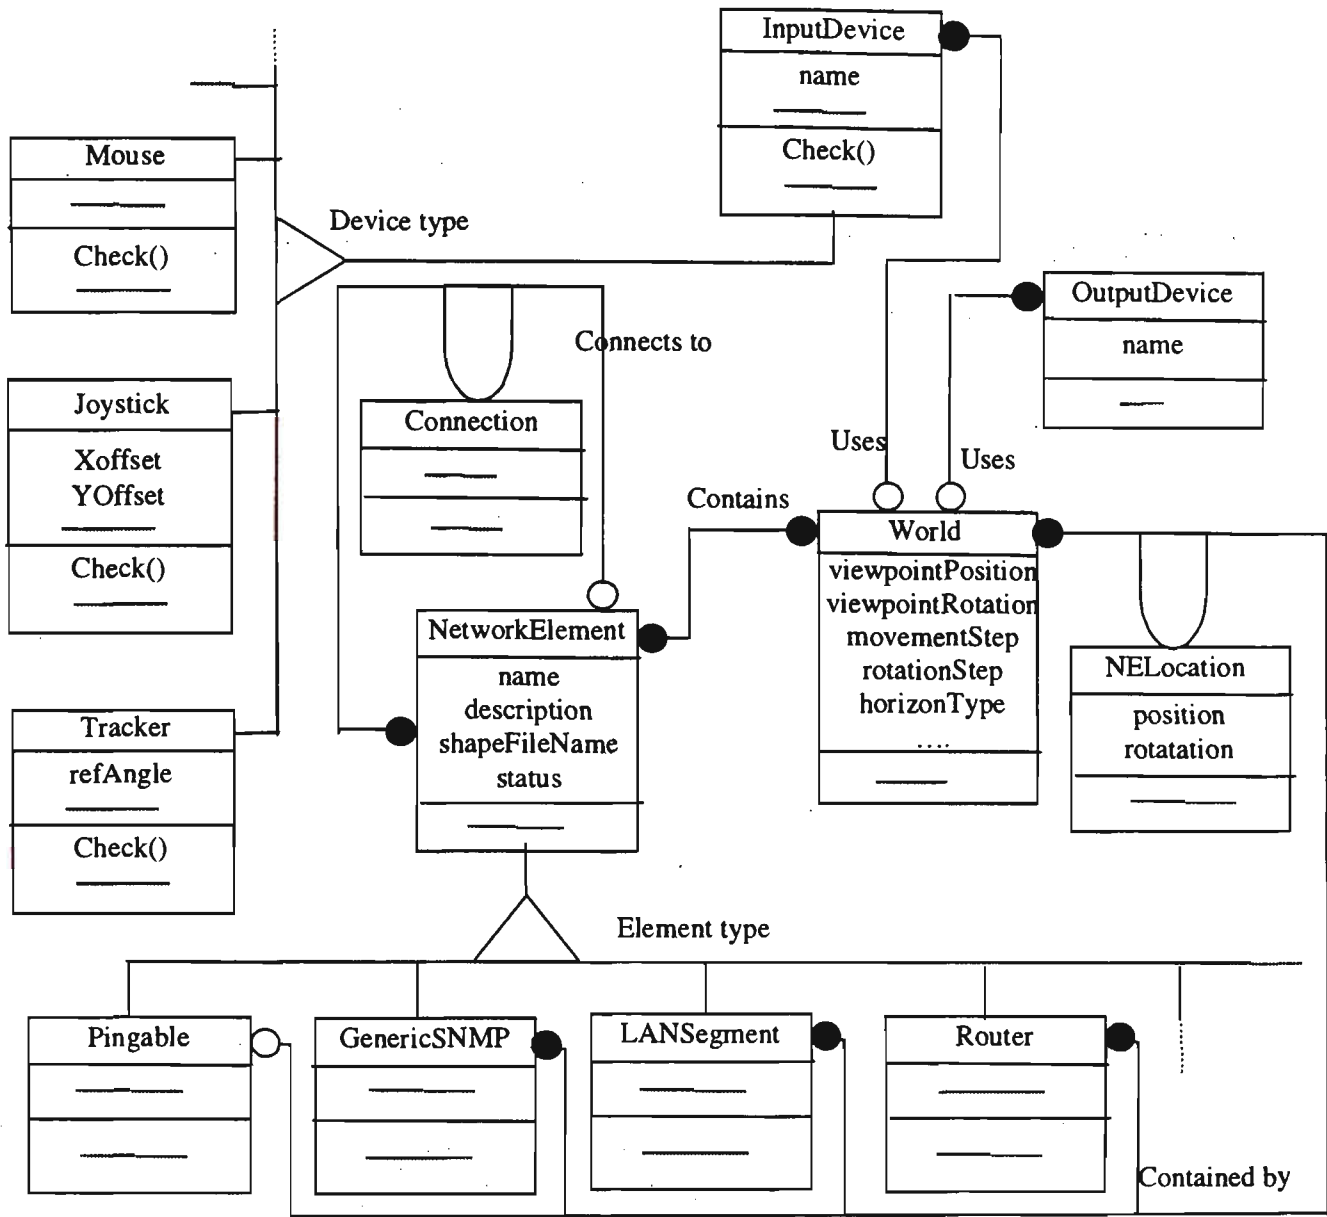 InputDevice
name
Check()
Mouse
Check()
Device type
OutputDevice
name
Connects to
Joystick
Xoffset
YOffset
Check()
Connection
Uses
Uses
Contains
World
viewpointPosition
viewpointRotation
movementStep
rotationStep
horizonType
....
NetworkElement
name
description
shapeFileName
status
NELocation
position
rotatation
Tracker
refAngle
Check()
Element type
Pingable
GenericSNMP
LANSegment
Router
Contained by